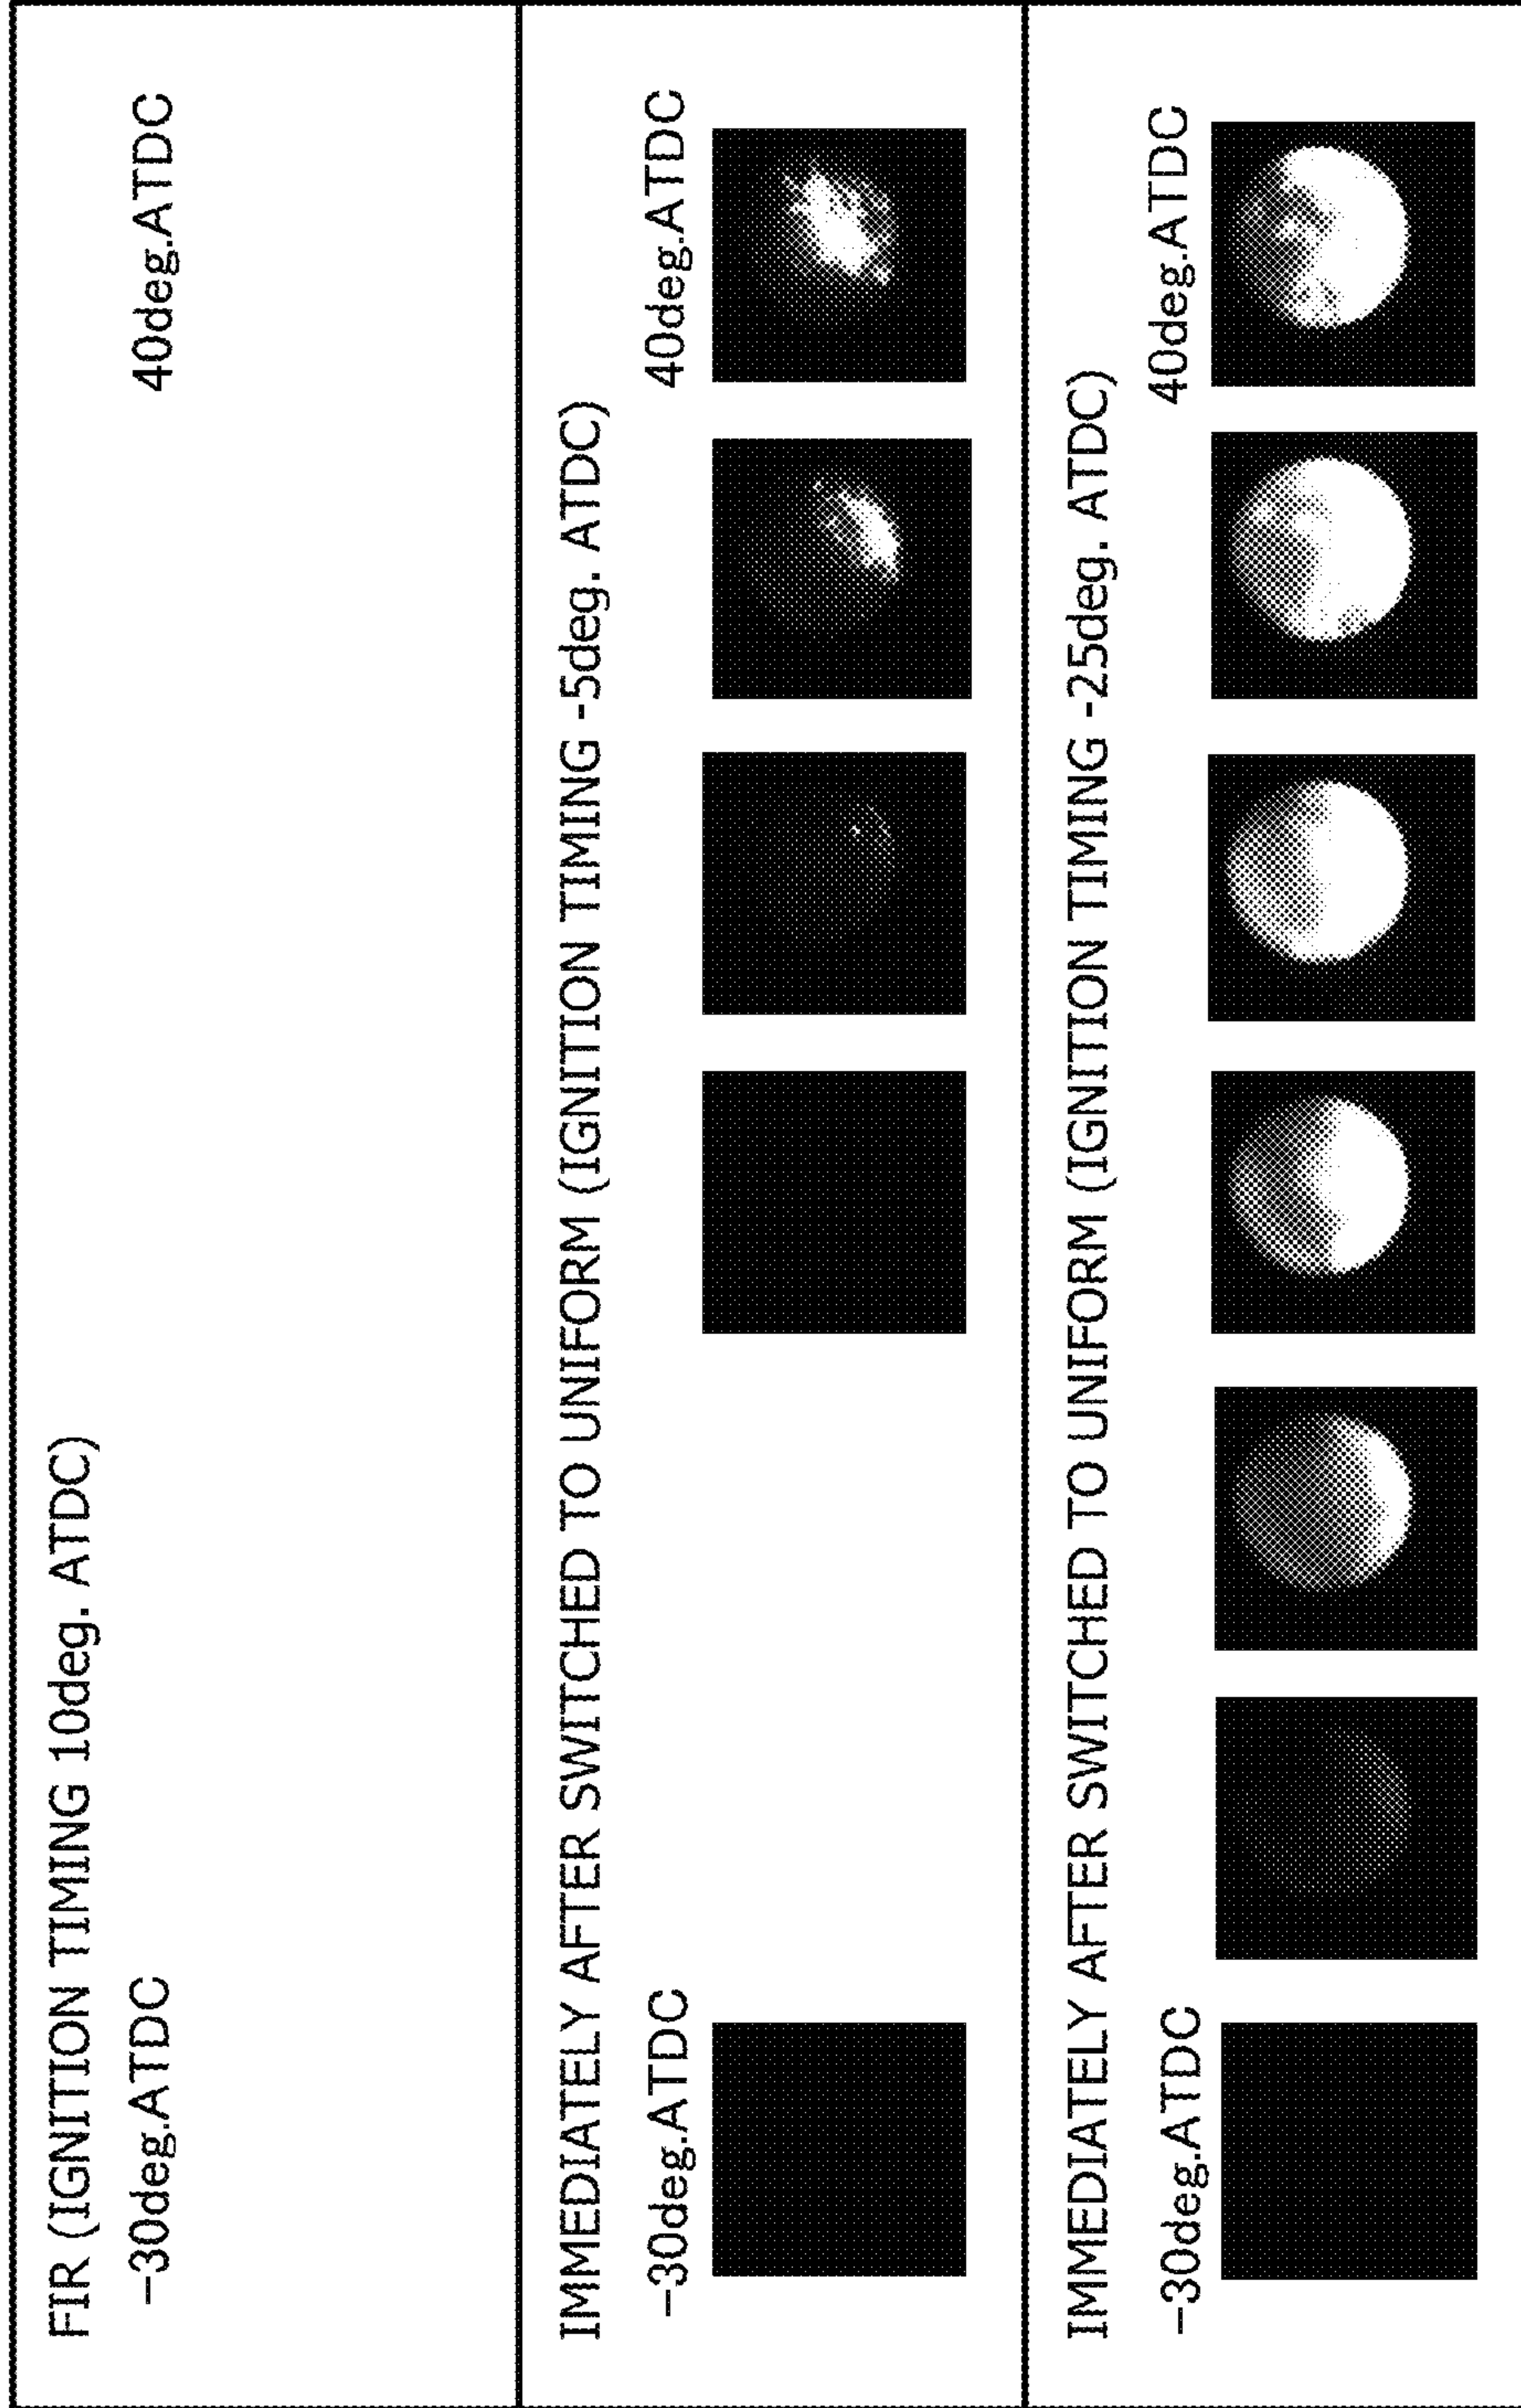 FIR (IGNITION TIMING 10deg. ATDC)
−30deg.ATDC 40deg.ATDC
IMMEDIATELY AFTER SWITCHED TO UNIFORM (IGNITION TIMING -5deg. ATDC)
−30deg.ATDC 40deg.ATDC
IMMEDIATELY AFTER SWITCHED TO UNIFORM (IGNITION TIMING -25deg. ATDC)
−30deg.ATDC 40deg.ATDC